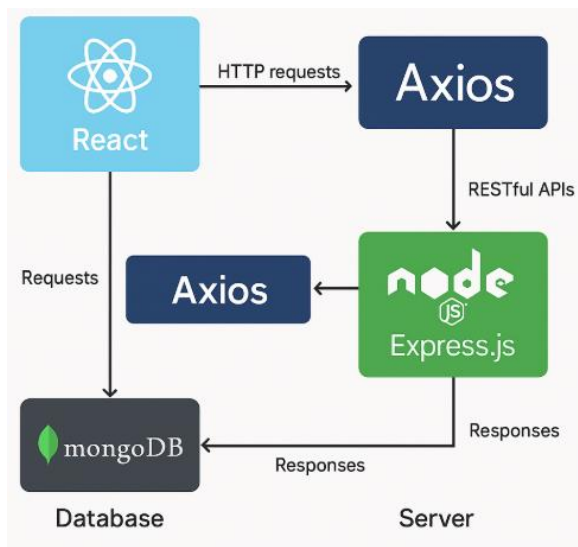 HTTP requests
Axios
React
RESTful APIs
Requests
Axios
node
JS
Express.js
mongoDB
Responses
Responses
Database
Server